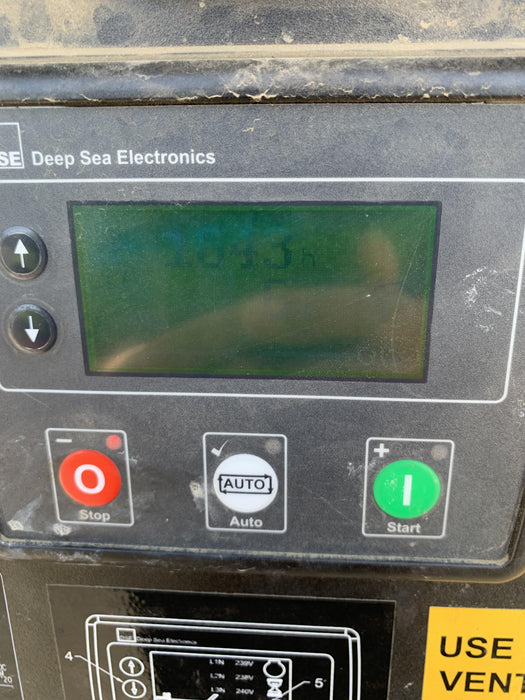 SE Deep Sea Electronics
h
Stop
AUTO
Auto
Start
Deep Sea Electronics
4
L1N 239V
L2N 238V
L3N 240V
5
USE
VENT